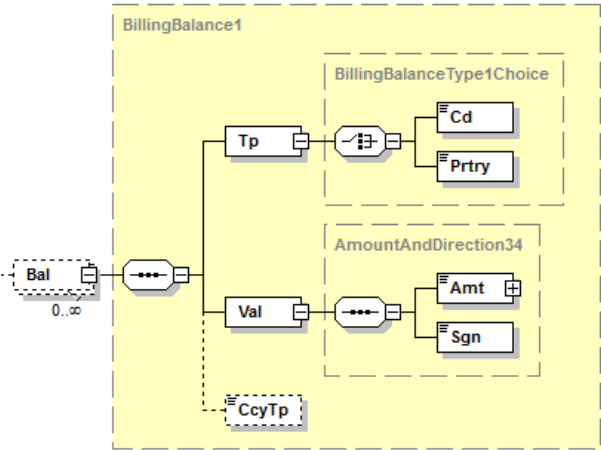 BillingBalance1
BillingBalanceType1Choice
Cd
Tp
Prtry
AmountAndDirection34
Bal
Amt
0..∞
Val
Sgn
CcyTp